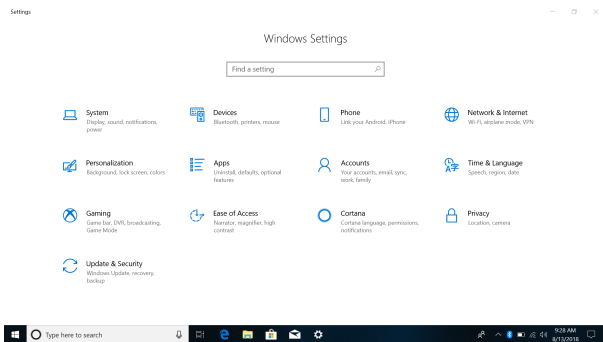 Settings
Windows Settings
Find a setting
System
Display, sound, notifications,
power
Devices
Bluetooth, printers, mouse
Phone
Link your Android, iPhone
Network & Internet
Wi-Fi, airplane mode, VPN
Personalization
Background, lock screen, colors
Apps
Uninstall, defaults, optional
features
Accounts
Your accounts, email, sync,
work, family
Time & Language
Speech, region, date
Gaming
Game bar, DVR, broadcasting,
Game Mode
Ease of Access
Narrator, magnifier, high
contrast
Cortana
Cortana language, permissions,
notifications
Privacy
Location, camera
Update & Security
Windows Update, recovery,
backup
Type here to search
9:28 AM
8/13/2018